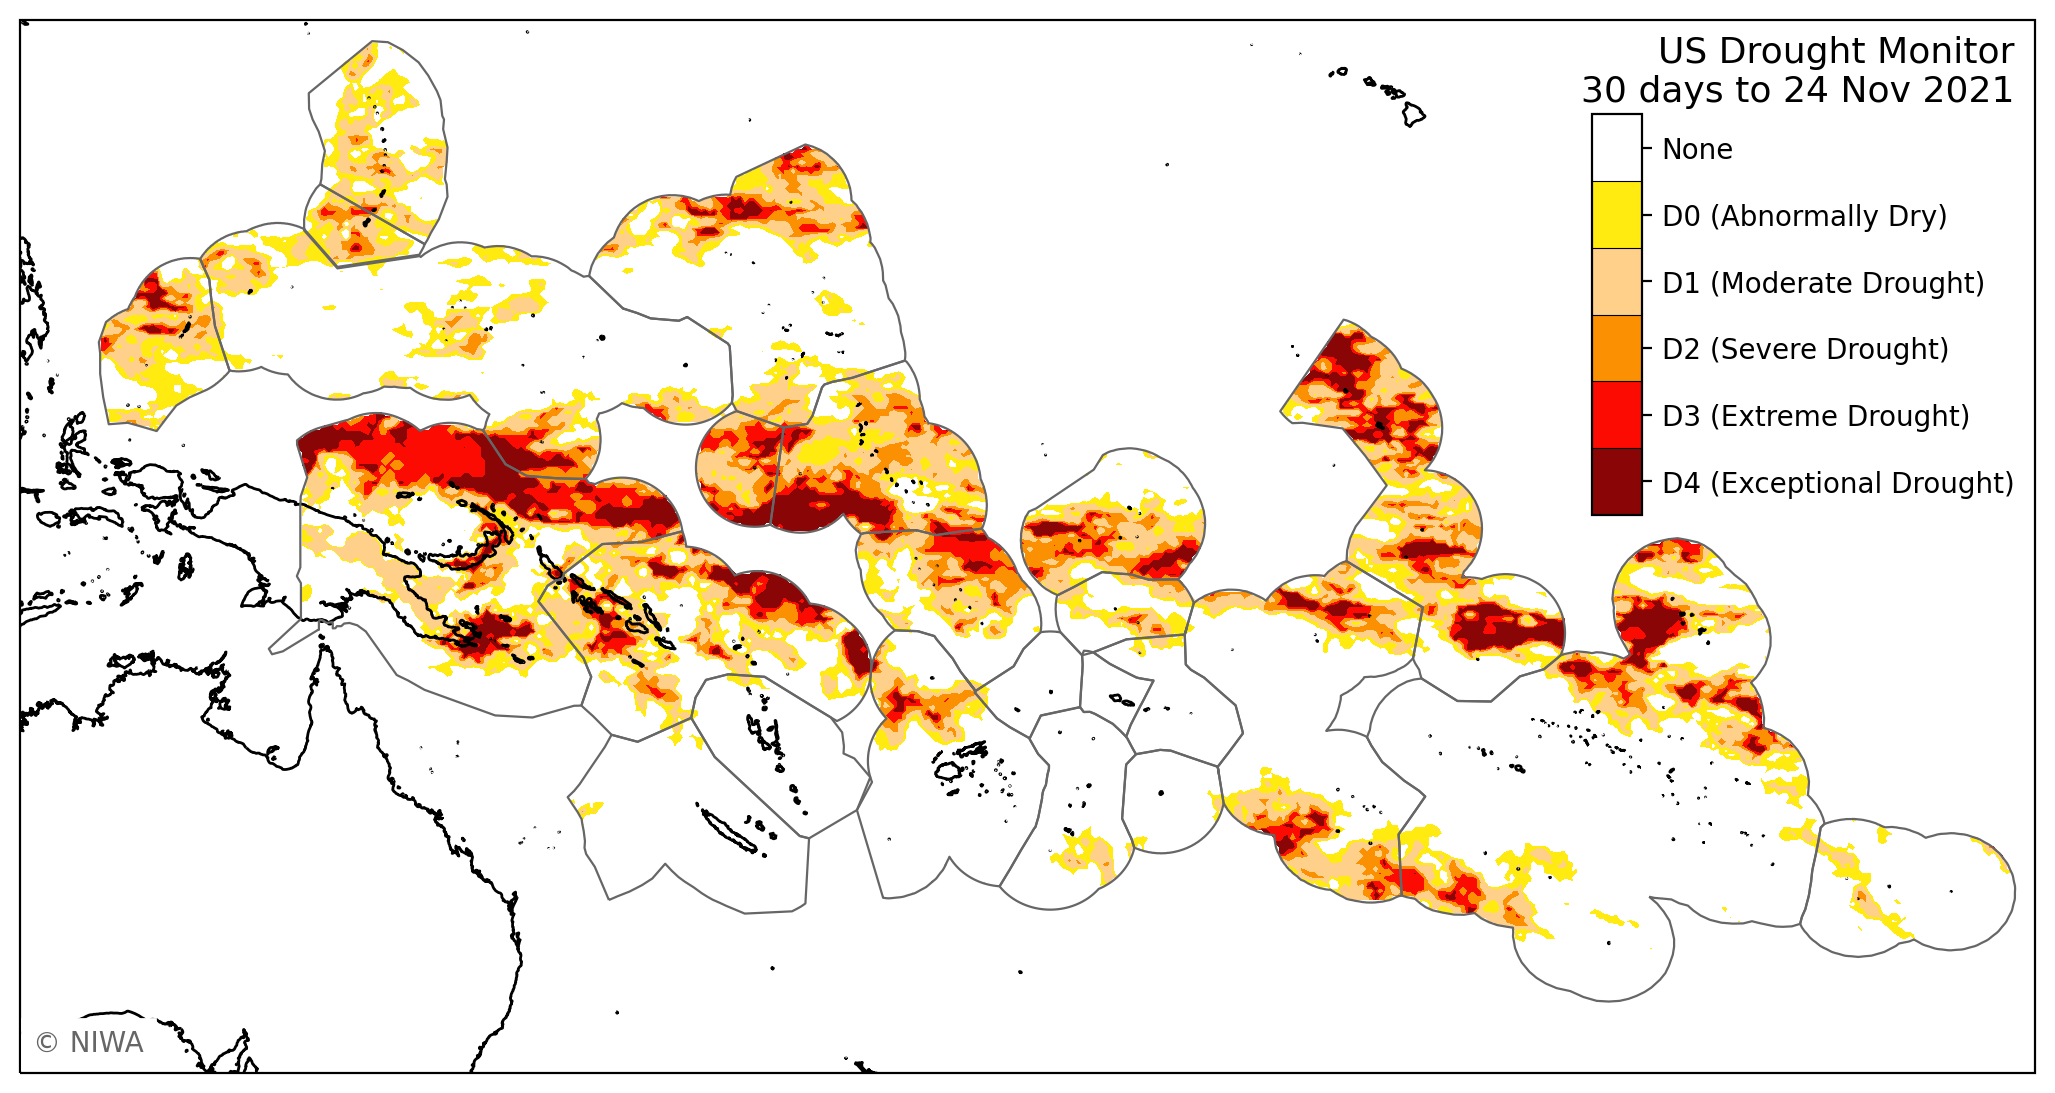 US Drought Monitor
30 days to 24 Nov 2021
None
D0 (Abnormally Dry)
D1 (Moderate Drought)
D2 (Severe Drought)
D3 (Extreme Drought)
D4 (Exceptional Drought)
© NIWA